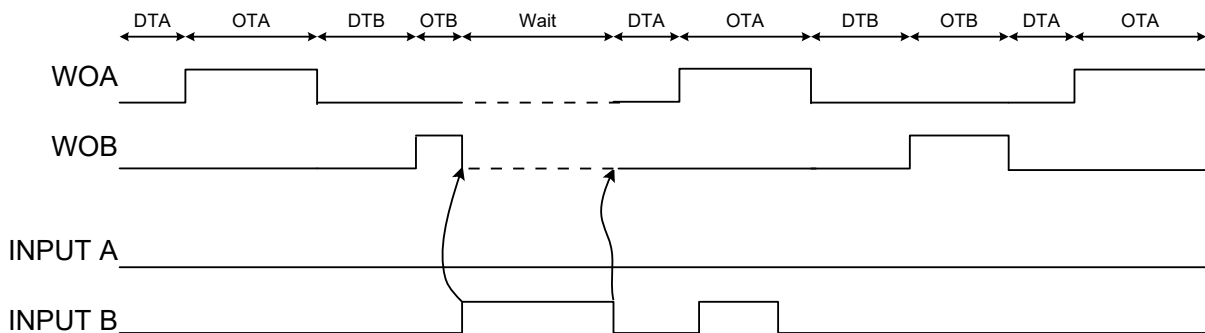 DTA OTA DTB OTB Wait DTA OTA DTB OTB DTA OTA
WOA
WOB
INPUT A
INPUT B